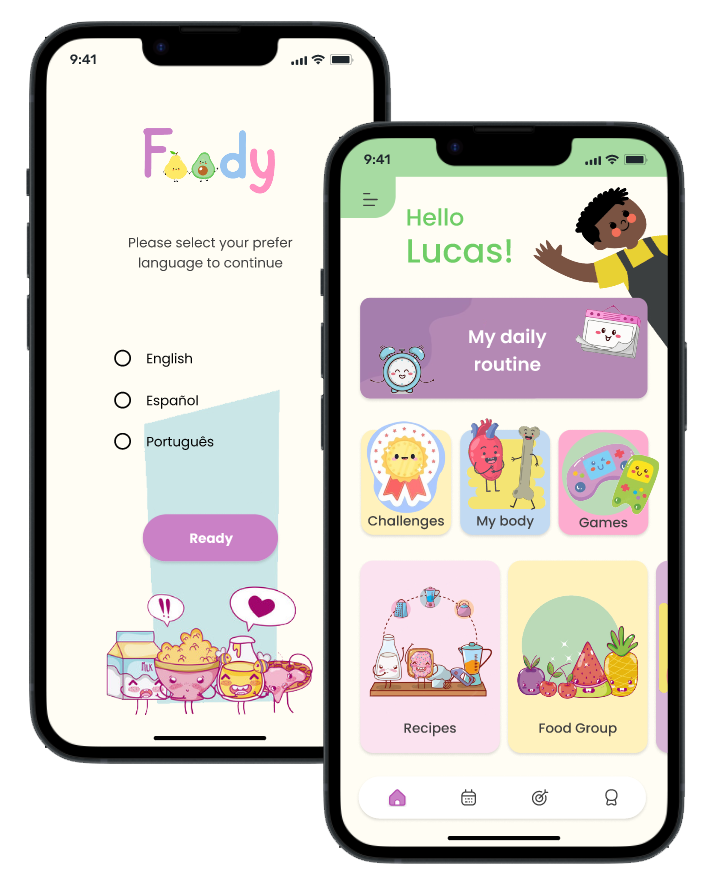 9:41
Foody
Please select your prefer
language to continue
English
Español
Português
Ready
!!
MILK
9:41
Hello
Lucas!
My daily
routine
Challenges
My body
Games
Recipes
Food Group